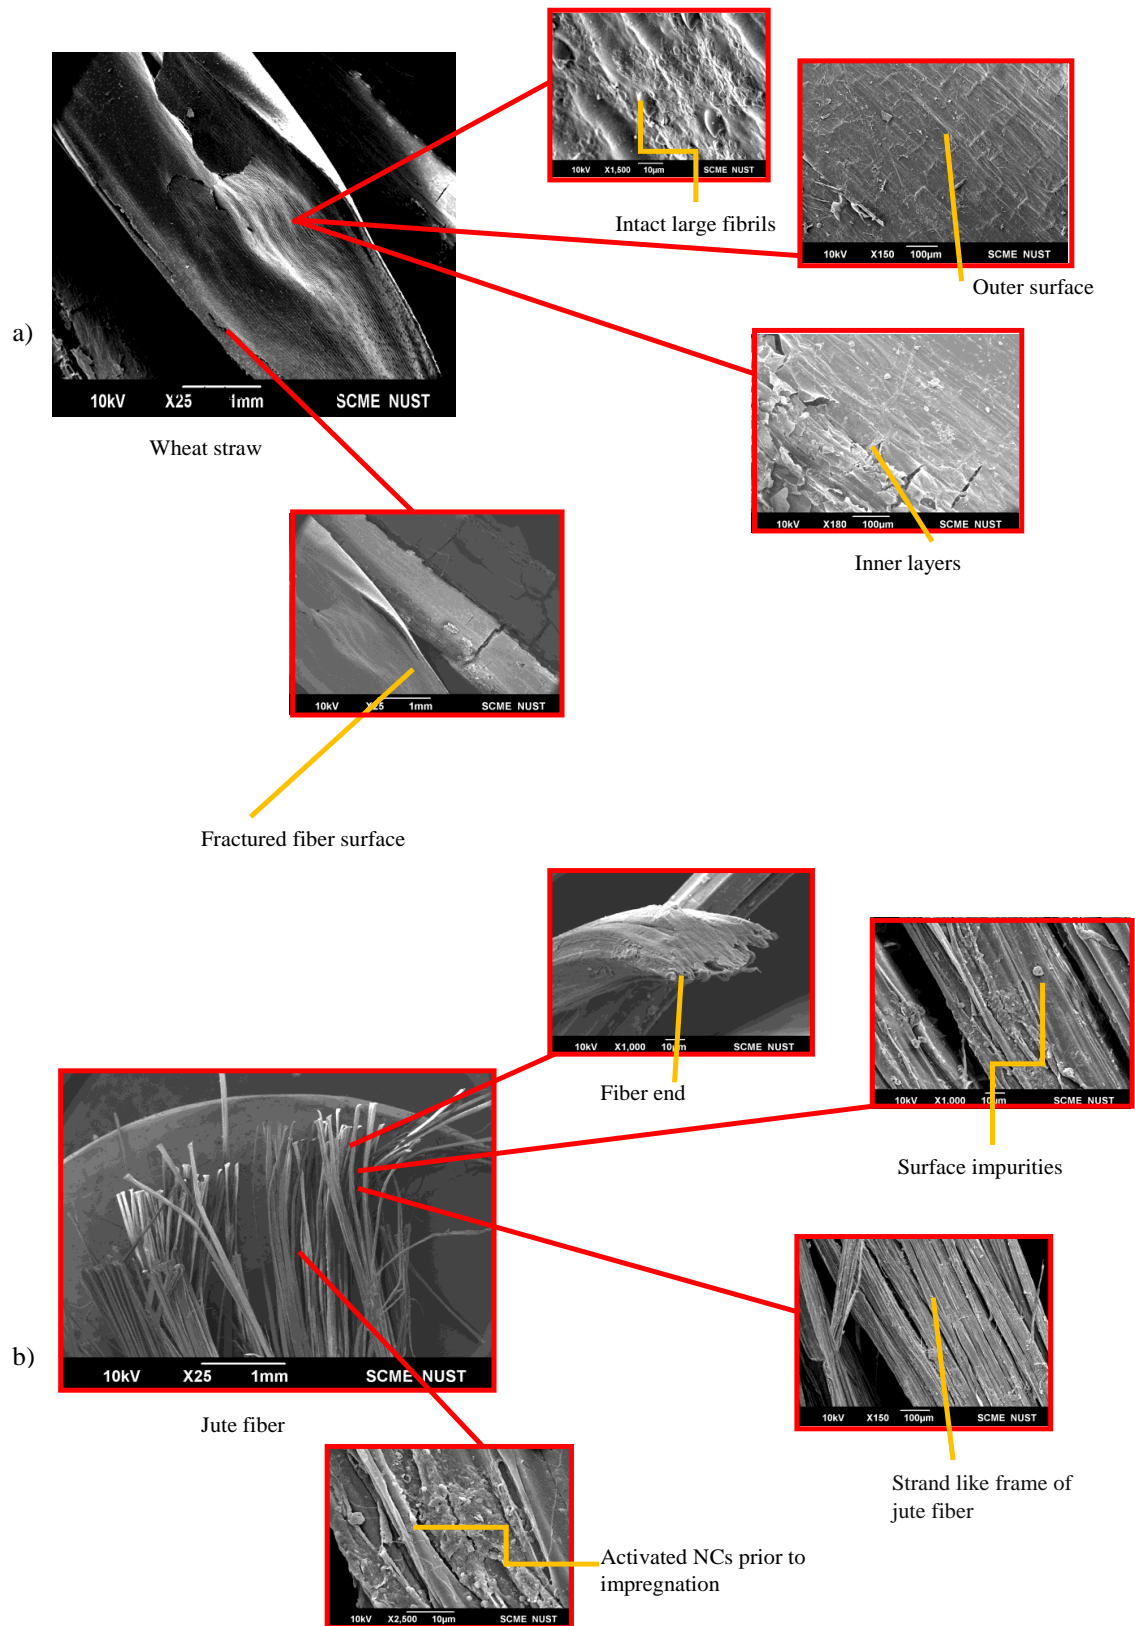 10kV X1,500 10µm SCME NUST
Intact large fibrils
10kV X150 100µm SCME NUST
Outer surface
a)
10kV X25 1mm SCME NUST
Wheat straw
10kV X180 100µm SCME NUST
Inner layers
10kV X25 1mm SCME NUST
Fractured fiber surface
10kV X1,000 10µm SCME NUST
Fiber end
10kV X1,000 10µm SCME NUST
Surface impurities
b)
10kV X25 1mm SCME NUST
Jute fiber
10kV X150 100µm SCME NUST
Strand like frame of
jute fiber
Activated NCs prior to
impregnation
10kV X2,500 10µm SCME NUST